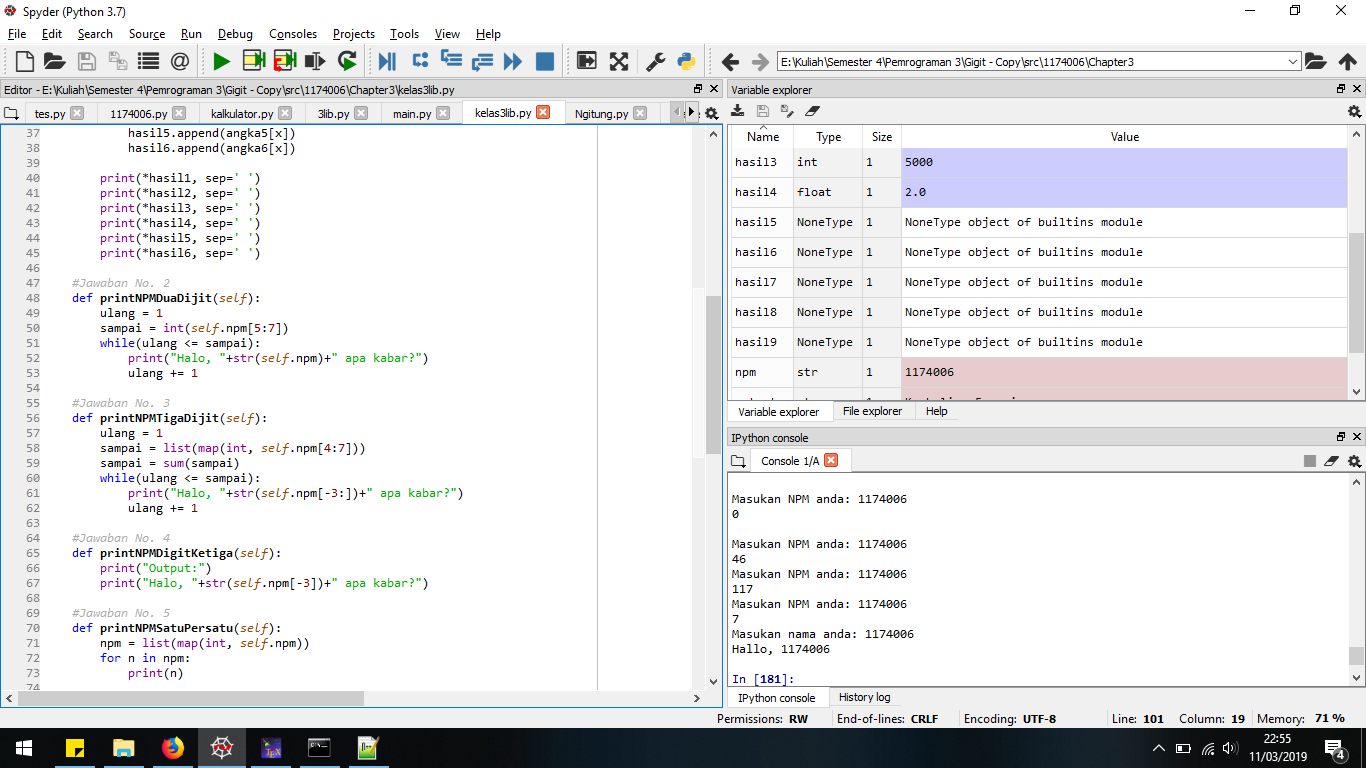 Spyder (Python 3.7)
File Edit Search Source Run Debug Consoles Projects Tools View Help
E:\Kuliah\Semester 4\Pemrograman 3\Gigit - Copy\src\1174006\Chapter3
Editor - E:\Kuliah\Semester 4\Pemrograman 3\Gigit - Copy\src\1174006\Chapter3\kelas3lib.py
tes.py 1174006.py kalkulator.py 3lib.py main.py kelas3lib.py Ngitung.py
37 hasil5.append(angka5[x])
38 hasil6.append(angka6[x])
39
40 print(*hasil1, sep=' ')
41 print(*hasil2, sep=' ')
42 print(*hasil3, sep=' ')
43 print(*hasil4, sep=' ')
44 print(*hasil5, sep=' ')
45 print(*hasil6, sep=' ')
46
47 #Jawaban No. 2
48 def printNPMDuaDijit(self):
49 ulang = 1
50 sampai = int(self.npm[5:7])
51 while(ulang <= sampai):
52 print("Halo, "+str(self.npm)+" apa kabar?")
53 ulang += 1
54
55 #Jawaban No. 3
56 def printNPMTigaDijit(self):
57 ulang = 1
58 sampai = list(map(int, self.npm[4:7]))
59 sampai = sum(sampai)
60 while(ulang <= sampai):
61 print("Halo, "+str(self.npm[-3:])+" apa kabar?")
62 ulang += 1
63
64 #Jawaban No. 4
65 def printNPMDigitKetiga(self):
66 print("Output:")
67 print("Halo, "+str(self.npm[-3])+" apa kabar?")
68
69 #Jawaban No. 5
70 def printNPMSatuPersatu(self):
71 npm = list(map(int, self.npm))
72 for n in npm:
73 print(n)
74
Variable explorer
Name Type Size Value
hasil3 int 1 5000
hasil4 float 1 2.0
hasil5 NoneType 1 NoneType object of builtins module
hasil6 NoneType 1 NoneType object of builtins module
hasil7 NoneType 1 NoneType object of builtins module
hasil8 NoneType 1 NoneType object of builtins module
hasil9 NoneType 1 NoneType object of builtins module
npm str 1 1174006
Variable explorer File explorer Help
IPython console
Console 1/A
Masukan NPM anda: 1174006
0
Masukan NPM anda: 1174006
46
Masukan NPM anda: 1174006
117
Masukan NPM anda: 1174006
7
Masukan nama anda: 1174006
Hallo, 1174006
In [181]:
IPython console History log
Permissions: RW End-of-lines: CRLF Encoding: UTF-8 Line: 101 Column: 19 Memory: 71 %
22:55
11/03/2019
4